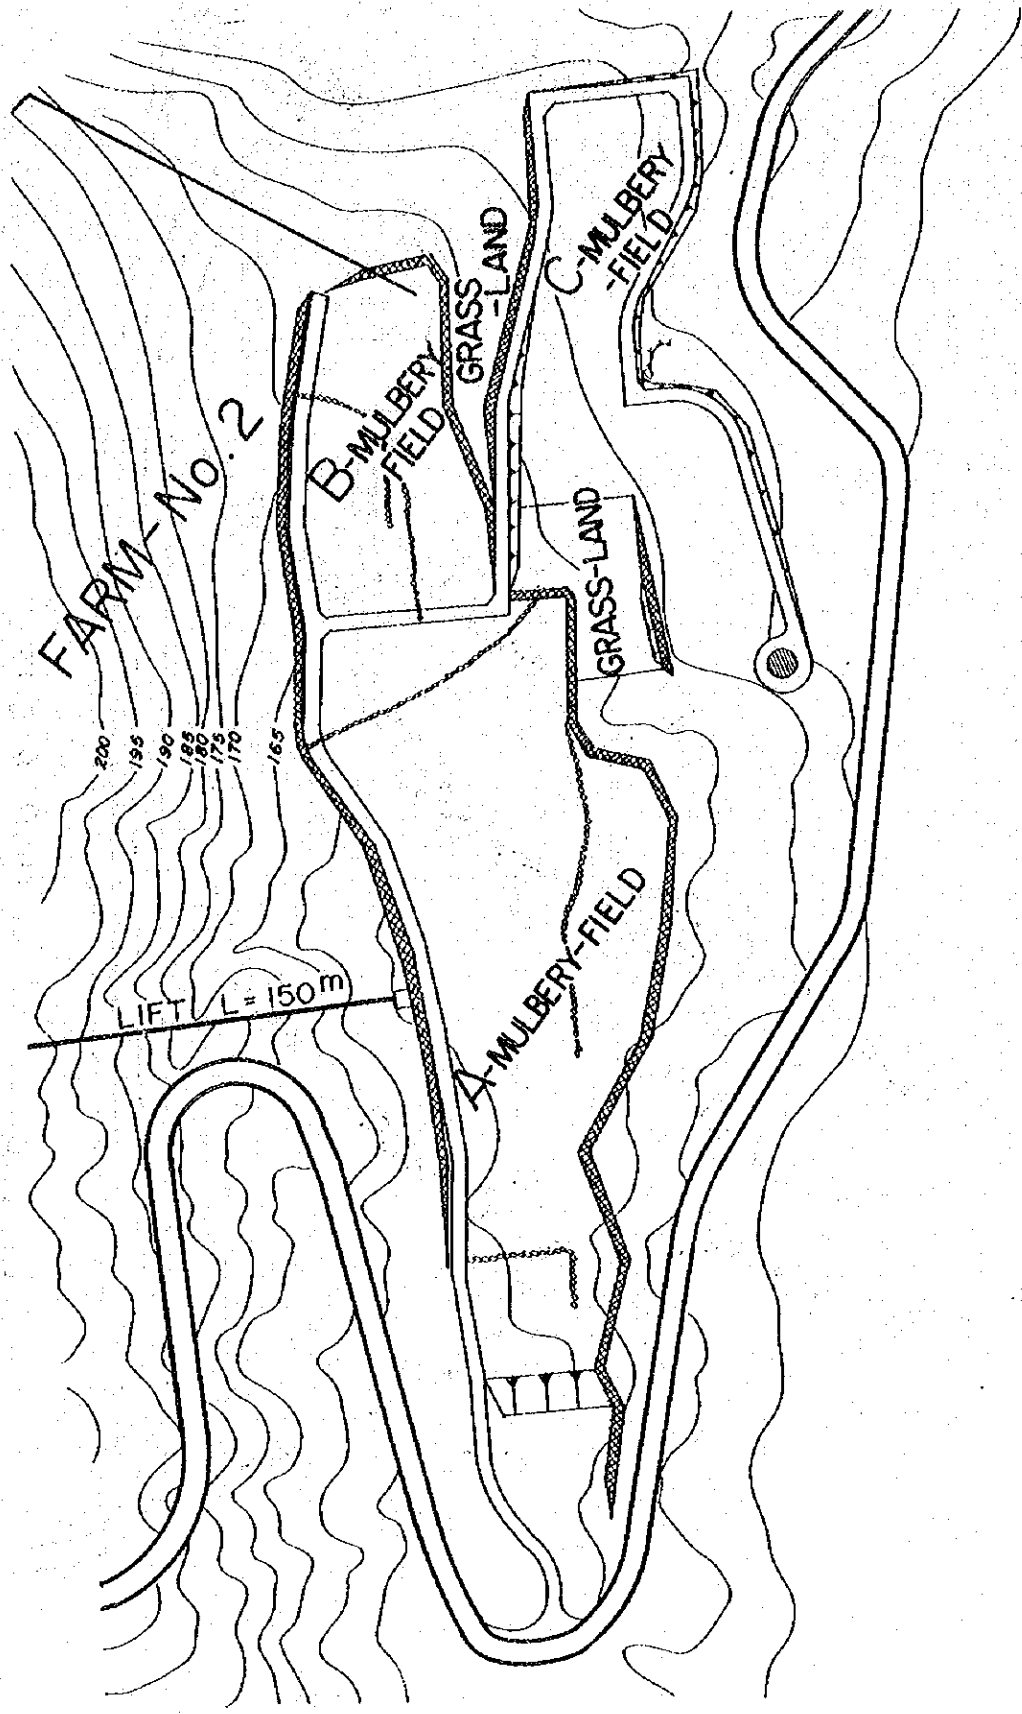 FARM-No.2
GRASS
-LAND
C-MULBERY
-FIELD
B-MULBERY
FIELD
GRASS-LAND
200
195
190
185
180
175
170
165
LIFT L=150m
A-MULBERY-FIELD